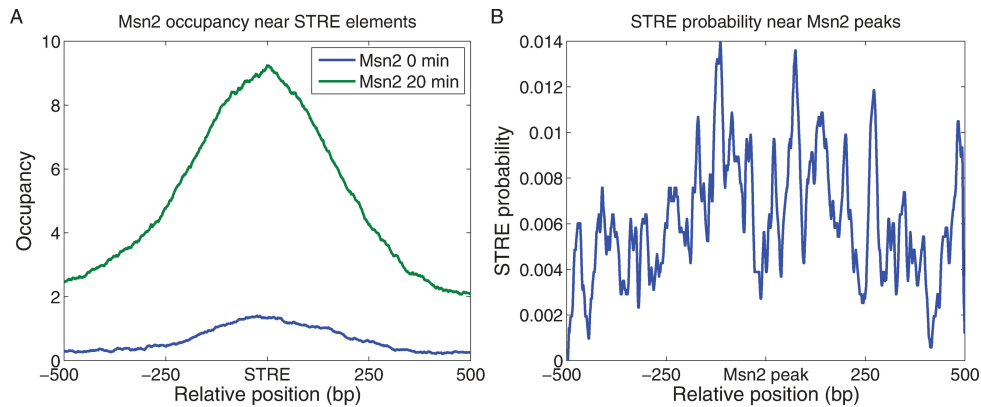 A
Msn2 occupancy near STRE elements
10
8
6
4
2
0
Occupancy
Msn2 0 min
Msn2 20 min
−500
−250
STRE
250
500
Relative position (bp)
B
STRE probability near Msn2 peaks
0.014
0.012
0.01
0.008
0.006
0.004
0.002
0
STRE probability
−500
−250
Msn2 peak
250
500
Relative position (bp)